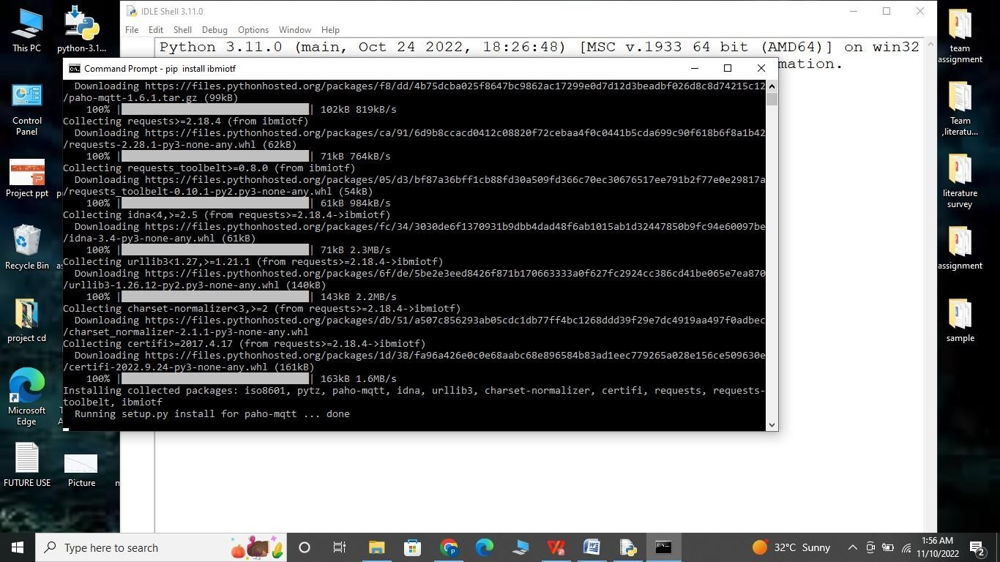 This PC
python-3.1...
Control
Panel
Project ppt
Recycle Bin
project cd
Microsoft
Edge
FUTURE USE
Picture
IDLE Shell 3.11.0
File Edit Shell Debug Options Window Help
Python 3.11.0 (main, Oct 24 2022, 18:26:48) [MSC v.1933 64 bit (AMD64)] on win32
mation.
Command Prompt - pip  install ibmiotf
Downloading https://files.pythonhosted.org/packages/f8/dd/4b75dcba025f8647bc9862ac17299e0d7d12d3beadbf026d8c8d74215c12
/paho-mqtt-1.6.1.tar.gz (99kB)
100% | | 102kB 819kB/s
Collecting requests>=2.18.4 (from ibmiotf)
Downloading https://files.pythonhosted.org/packages/ca/91/6d9b8ccacd0412c08820f72cebaa4f0c0441b5cda699c90f618b6f8a1b42
/requests-2.28.1-py3-none-any.whl (62kB)
100% | | 71kB 764kB/s
Collecting requests_toolbelt>=0.8.0 (from ibmiotf)
Downloading https://files.pythonhosted.org/packages/05/d3/bf87a36bff1cb88fd30a509fd366c70ec30676517ee791b2f77e0e29817a
/requests_toolbelt-0.10.1-py2.py3-none-any.whl (54kB)
100% | | 61kB 984kB/s
Collecting idna<4,>=2.5 (from requests>=2.18.4->ibmiotf)
Downloading https://files.pythonhosted.org/packages/fc/34/3030de6f1370931b9dbb4dad48f6ab1015ab1d32447850b9fc94e60097be
/idna-3.4-py3-none-any.whl (61kB)
100% | | 71kB 2.3MB/s
Collecting urllib3<1.27,>=1.21.1 (from requests>=2.18.4->ibmiotf)
Downloading https://files.pythonhosted.org/packages/6f/de/5be2e3eed8426f871b170663333a0f627fc2924cc386cd41be065e7ea870
/urllib3-1.26.12-py2.py3-none-any.whl (140kB)
100% | | 143kB 2.2MB/s
Collecting charset-normalizer<3,>=2 (from requests>=2.18.4->ibmiotf)
Downloading https://files.pythonhosted.org/packages/db/51/a507c856293ab05cdc1db77ff4bc1268ddd39f29e7dc4919aa497f0adbec
/charset_normalizer-2.1.1-py3-none-any.whl
Collecting certifi>=2017.4.17 (from requests>=2.18.4->ibmiotf)
Downloading https://files.pythonhosted.org/packages/1d/38/fa96a426e0c0e68aabc68e896584b83ad1eec779265a028e156ce509630e
/certifi-2022.9.24-py3-none-any.whl (161kB)
100% | | 163kB 1.6MB/s
Installing collected packages: iso8601, pytz, paho-mqtt, idna, urllib3, charset-normalizer, certifi, requests, requests-
toolbelt, ibmiotf
Running setup.py install for paho-mqtt ... done
team
assignment
Team
,literatu...
literature
survey
assignment
sample
Type here to search
32°C Sunny
1:56 AM
11/10/2022
2